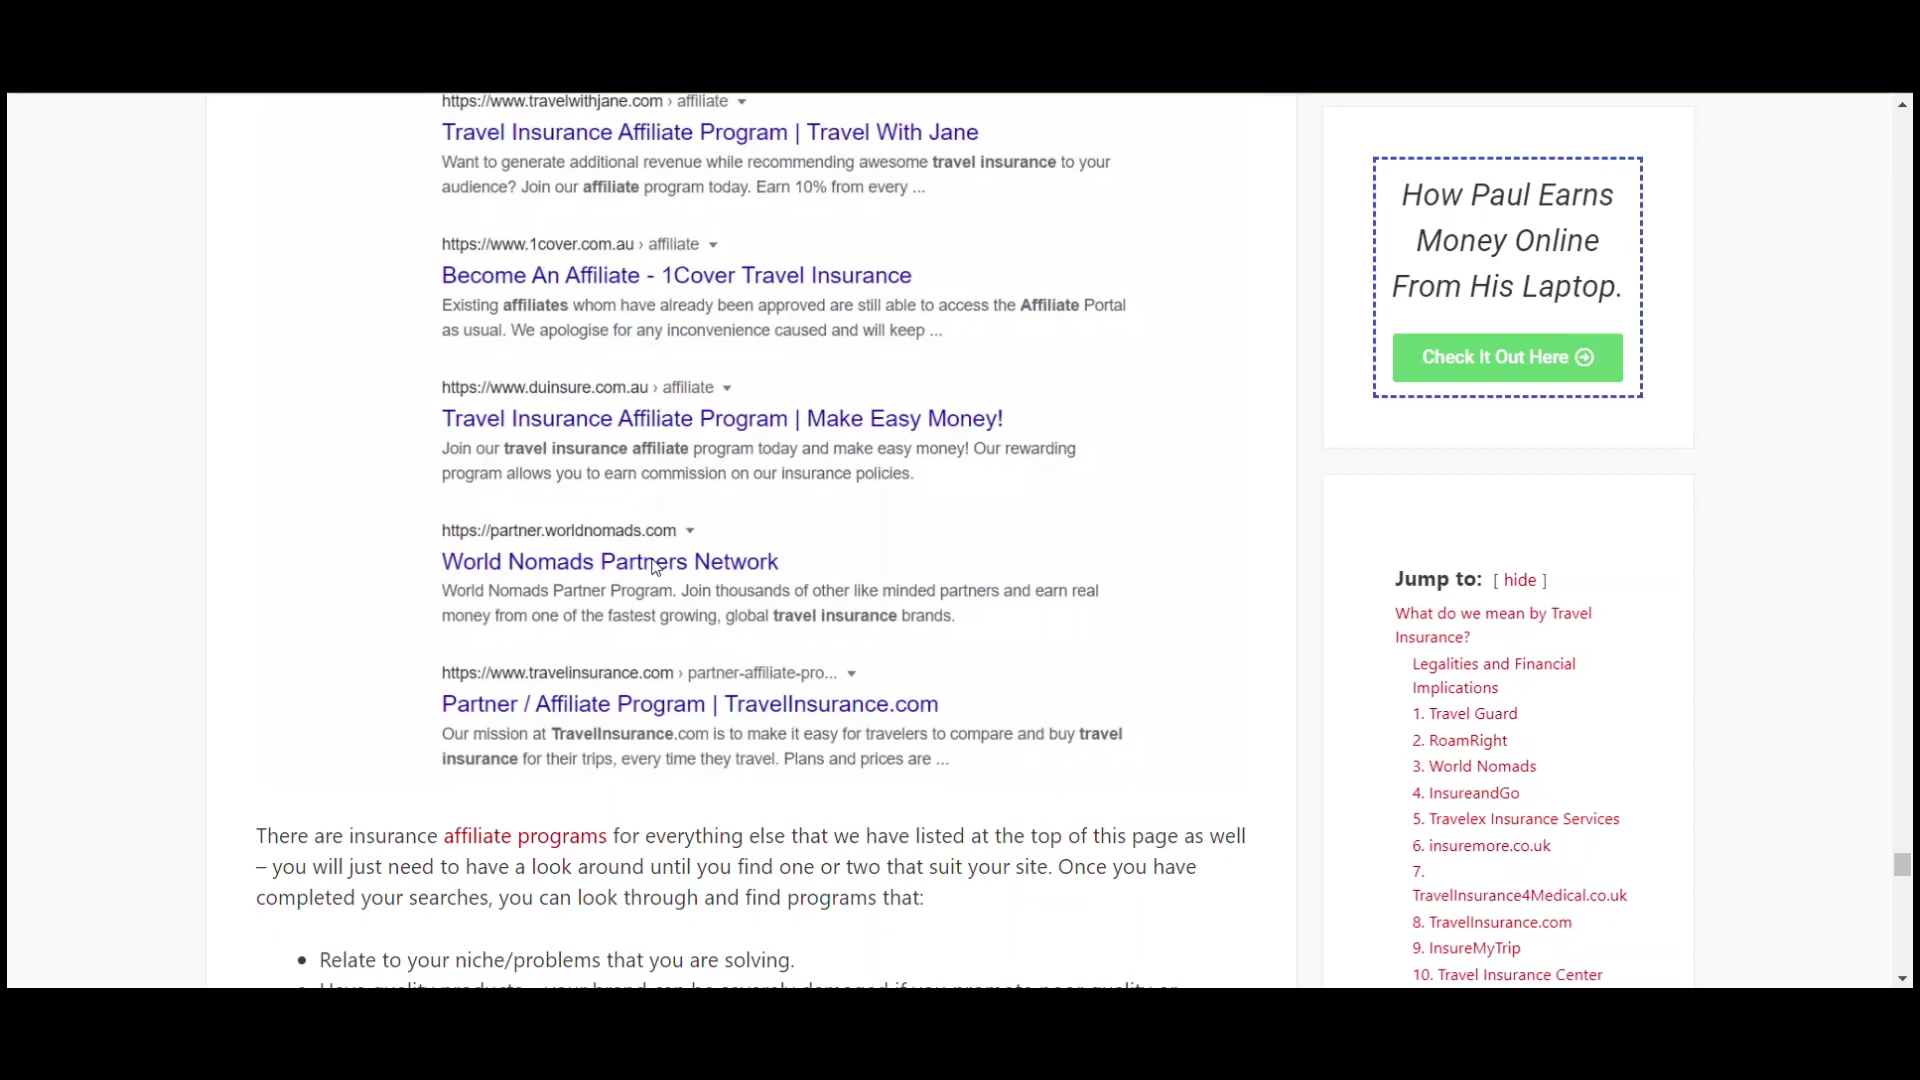 https://www.travelwithjane.com › affiliate
Travel Insurance Affiliate Program | Travel With Jane
Want to generate additional revenue while recommending awesome travel insurance to your
audience? Join our affiliate program today. Earn 10% from every ...
https://www.1cover.com.au › affiliate
Become An Affiliate - 1Cover Travel Insurance
Existing affiliates whom have already been approved are still able to access the Affiliate Portal
as usual. We apologise for any inconvenience caused and will keep ...
https://www.duinsure.com.au › affiliate
Travel Insurance Affiliate Program | Make Easy Money!
Join our travel insurance affiliate program today and make easy money! Our rewarding
program allows you to earn commission on our insurance policies.
https://partner.worldnomads.com
World Nomads Partners Network
World Nomads Partner Program. Join thousands of other like minded partners and earn real
money from one of the fastest growing, global travel insurance brands.
https://www.travelinsurance.com › partner-affiliate-pro...
Partner / Affiliate Program | TravelInsurance.com
Our mission at TravelInsurance.com is to make it easy for travelers to compare and buy travel
insurance for their trips, every time they travel. Plans and prices are ...
There are insurance affiliate programs for everything else that we have listed at the top of this page as well
– you will just need to have a look around until you find one or two that suit your site. Once you have
completed your searches, you can look through and find programs that:
• Relate to your niche/problems that you are solving.
How Paul Earns
Money Online
From His Laptop.
Check It Out Here
Jump to: [ hide ]
What do we mean by Travel
Insurance?
Legalities and Financial
Implications
1. Travel Guard
2. RoamRight
3. World Nomads
4. InsureandGo
5. Travelex Insurance Services
6. insuremore.co.uk
7.
TravelInsurance4Medical.co.uk
8. TravelInsurance.com
9. InsureMyTrip
10. Travel Insurance Center